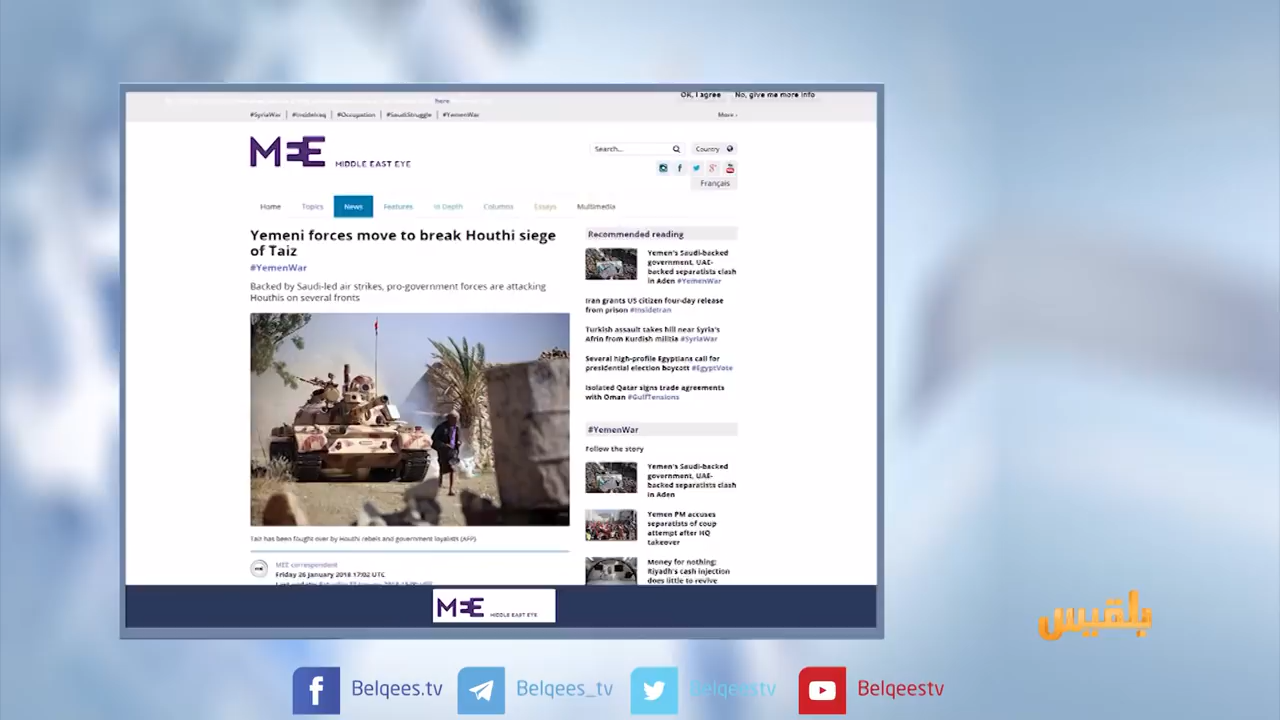 here
OK, I agree
No, give me more info
#SyriaWar | #InsideIraq | #Occupation | #SaudiStruggle | #YemenWar
More ›
MEE MIDDLE EAST EYE
Search...
Country
Français
Home
Topics
News
Features
In Depth
Columns
Essays
Multimedia
Yemeni forces move to break Houthi siege
of Taiz
#YemenWar
Backed by Saudi-led air strikes, pro-government forces are attacking
Houthis on several fronts
Taiz has been fought over by Houthi rebels and government loyalists (AFP)
MEE correspondent
Friday 26 January 2018 17:02 UTC
Recommended reading
Yemen's Saudi-backed
government, UAE-
backed separatists clash
in Aden #YemenWar
Iran grants US citizen four-day release
from prison #InsideIran
Turkish assault takes hill near Syria's
Afrin from Kurdish militia #SyriaWar
Several high-profile Egyptians call for
presidential election boycott #EgyptVote
Isolated Qatar signs trade agreements
with Oman #GulfTensions
#YemenWar
Follow the story
Yemen's Saudi-backed
government, UAE-
backed separatists clash
in Aden
Yemen PM accuses
separatists of coup
attempt after HQ
takeover
Money for nothing:
Riyadh's cash injection
does little to revive
MEE MIDDLE EAST EYE
بلقيس
Belqees.tv
Belqees_tv
Belqeestv
Belqeestv